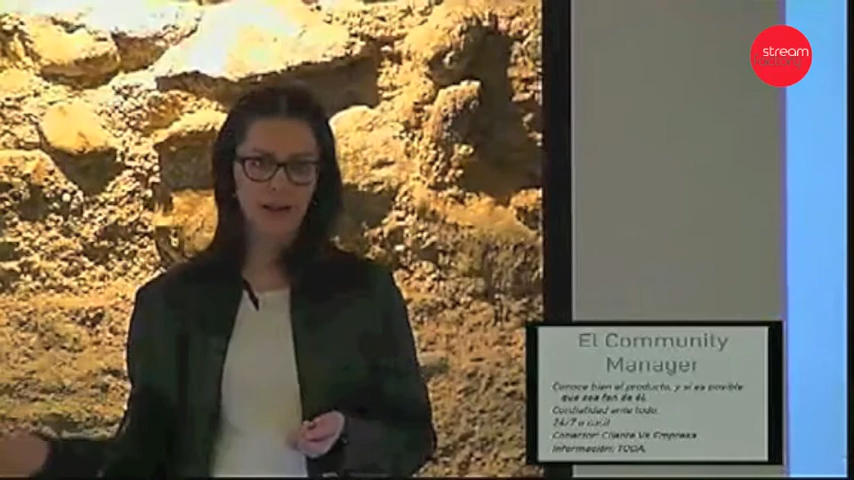 stream
El Community
Manager
Conoce bien el producto, y si es posible
que sea fan de él.
Cordialidad ante todo.
24/7 o casi!
Conector: Cliente Vs Empresa
Información: TODA.